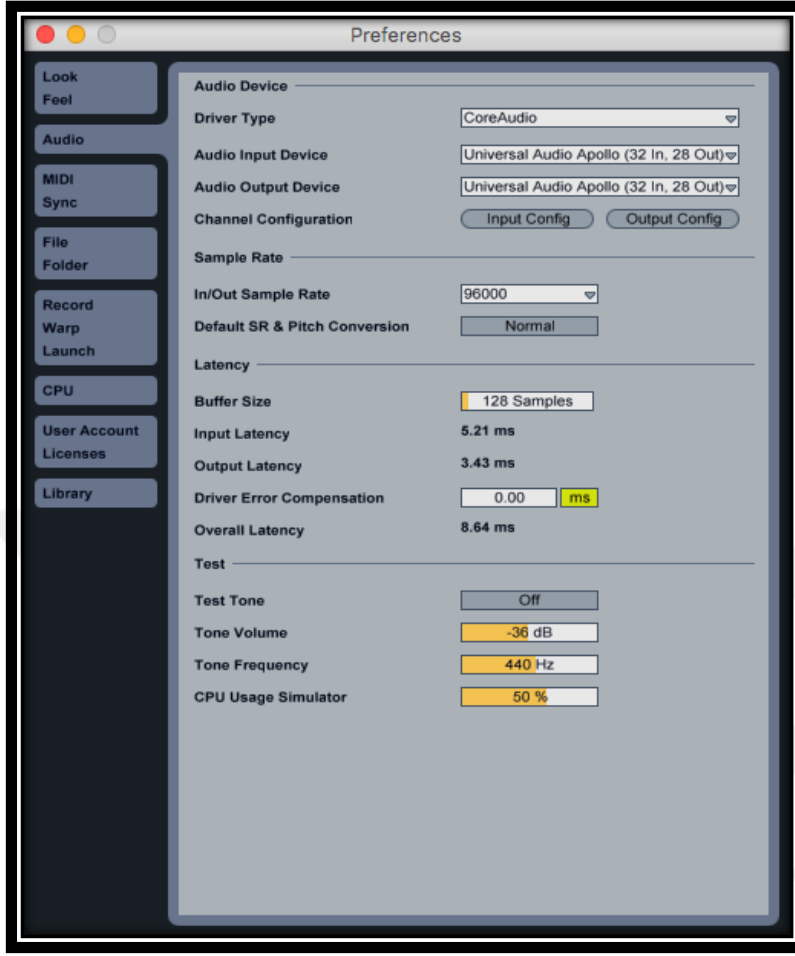 Preferences
Look
Feel
Audio
MIDI
Sync
File
Folder
Record
Warp
Launch
CPU
User Account
Licenses
Library
Audio Device
Driver Type CoreAudio
Audio Input Device Universal Audio Apollo (32 In, 28 Out)
Audio Output Device Universal Audio Apollo (32 In, 28 Out)
Channel Configuration Input Config Output Config
Sample Rate
In/Out Sample Rate 96000
Default SR & Pitch Conversion Normal
Latency
Buffer Size 128 Samples
Input Latency 5.21 ms
Output Latency 3.43 ms
Driver Error Compensation 0.00 ms
Overall Latency 8.64 ms
Test
Test Tone Off
Tone Volume -36 dB
Tone Frequency 440 Hz
CPU Usage Simulator 50 %